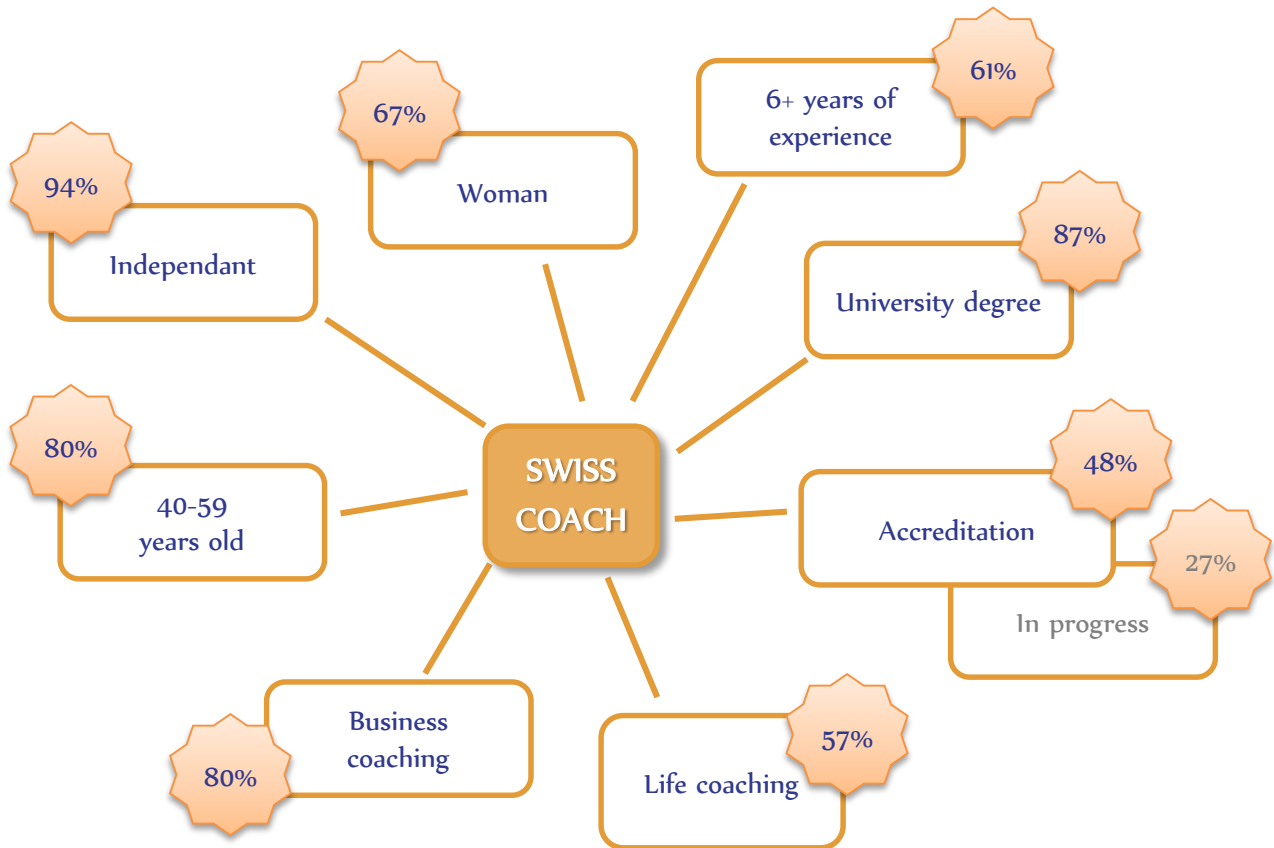 61%
6+ years of
experience
67%
Woman
94%
Independant
87%
University degree
80%
40-59
years old
SWISS
COACH
48%
Accreditation
27%
In progress
Business
coaching
80%
57%
Life coaching